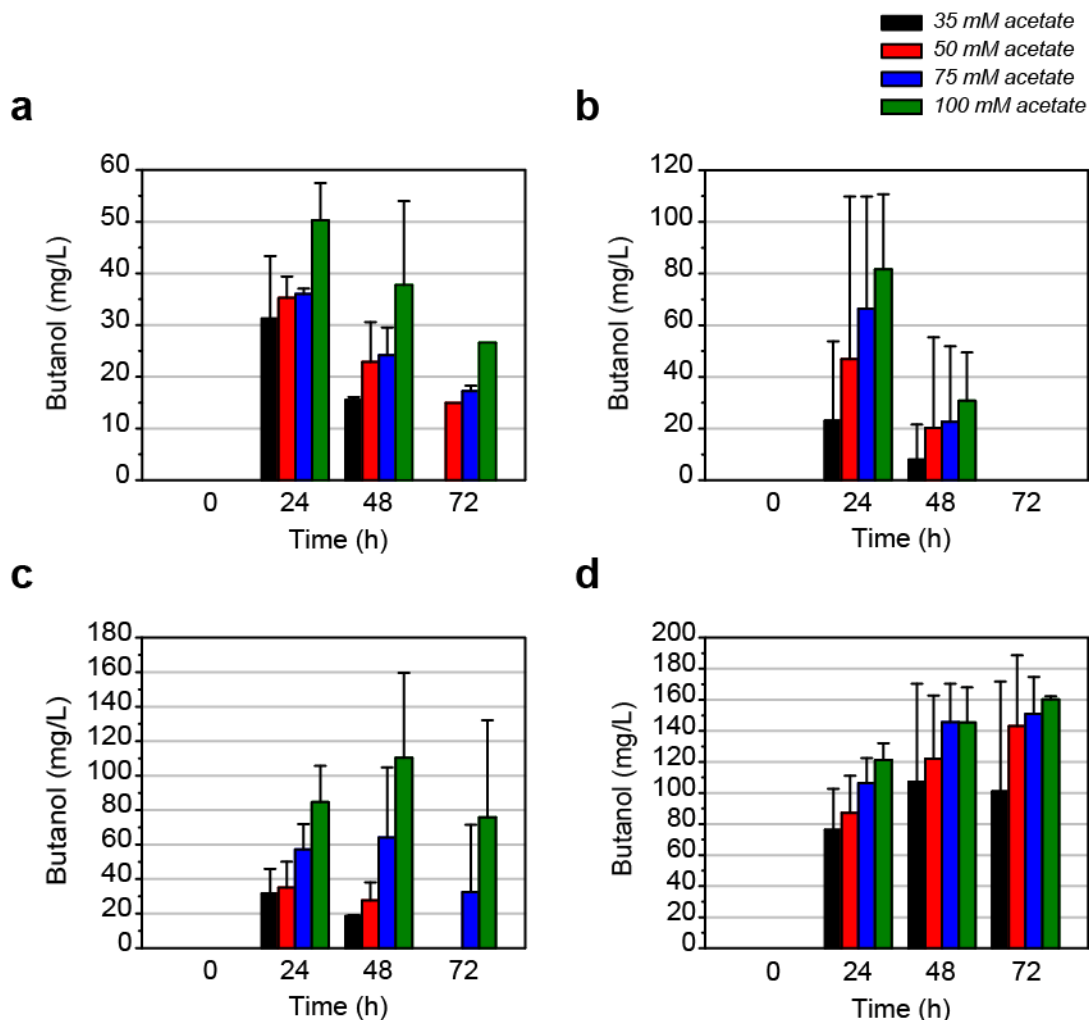 35 mM acetate
50 mM acetate
75 mM acetate
100 mM acetate
a
60
50
40
30
20
10
0
Butanol (mg/L)
0 24 48 72
Time (h)
b
120
100
80
60
40
20
0
Butanol (mg/L)
0 24 48 72
Time (h)
c
180
160
140
120
100
80
60
40
20
0
Butanol (mg/L)
0 24 48 72
Time (h)
d
200
180
160
140
120
100
80
60
40
20
0
Butanol (mg/L)
0 24 48 72
Time (h)